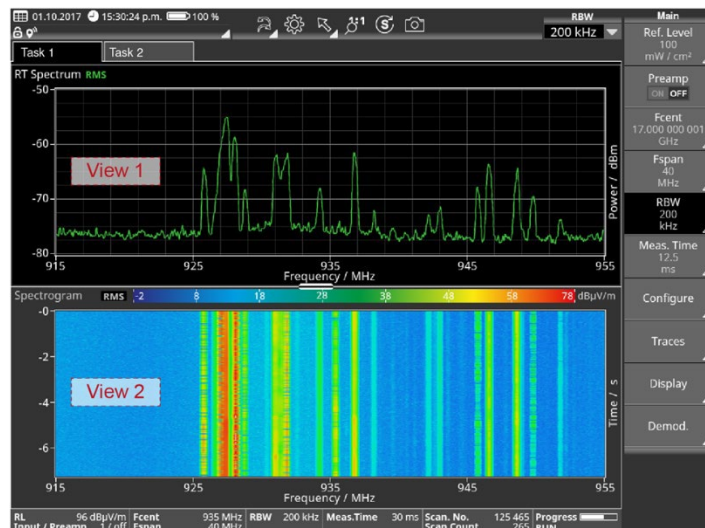 01.10.2017 15:30:24 p.m. 100 %
RBW
200 kHz
Main
Task 1
Task 2
RT Spectrum RMS
-50
-60
-70
-80
View 1
Power / dBm
915
925
935
945
955
Frequency / MHz
Spectrogram RMS -2 8 18 28 38 48 58 78 dBµV/m
-0
-2
-4
-6
View 2
Time / s
915
925
935
945
955
Frequency / MHz
RL 96 dBµV/m Fcent 935 MHz RBW 200 kHz Meas.Time 30 ms Scan. No. 125 465 Progress
Input / Preamp 1 / off Fspan 40 MHz Scan Count 265 RUN
Ref. Level
100
mW / cm²
Preamp
ON OFF
Fcent
17.000 000 001
GHz
Fspan
40
MHz
RBW
200
kHz
Meas. Time
12.5
ms
Configure
Traces
Display
Demod.